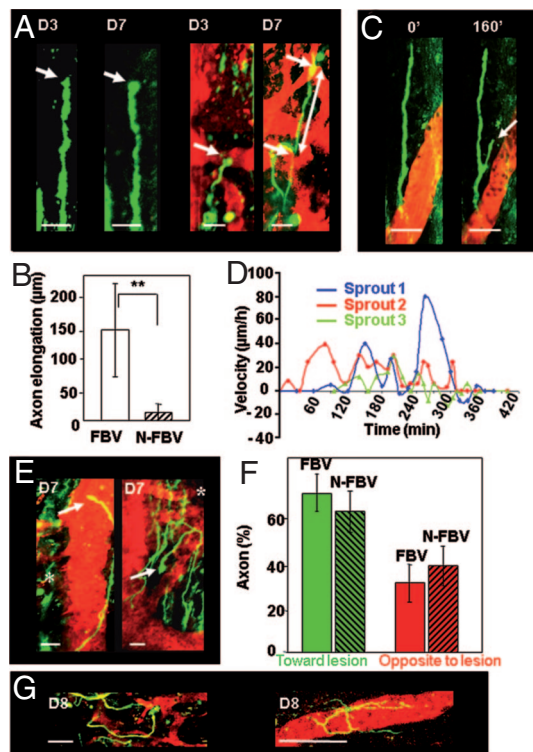 A
D3 D7 D3 D7
C
0' 160'
B
Axon elongation (µm)
200
150
100
50
0
**
FBV N-FBV
D
Velocity (µm/h)
100
80
60
40
20
0
-20
-40
Sprout 1
Sprout 2
Sprout 3
60 120 180 240 300 360 420
Time (min)
E
D7 D7
*
*
F
Axon (%)
60
40
20
0
FBV
N-FBV
FBV
N-FBV
Toward lesion Opposite to lesion
G
D8 D8